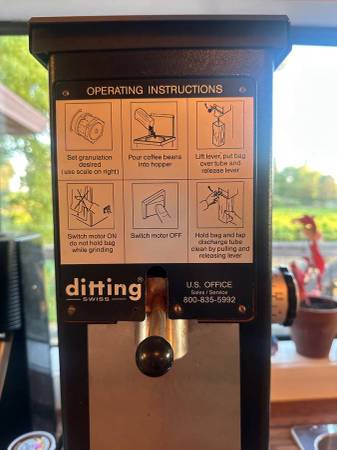 OPERATING INSTRUCTIONS
Set granulation
desired
(use scale on right)
Pour coffee beans
into hopper
Lift lever, put bag
over tube and
release lever
Switch motor ON
do not hold bag
while grinding
Switch motor OFF
Hold bag and tap
discharge tube
clean by pulling and
releasing lever
ditting®
SWISS
U.S. OFFICE
Sales / Service
800-835-5992